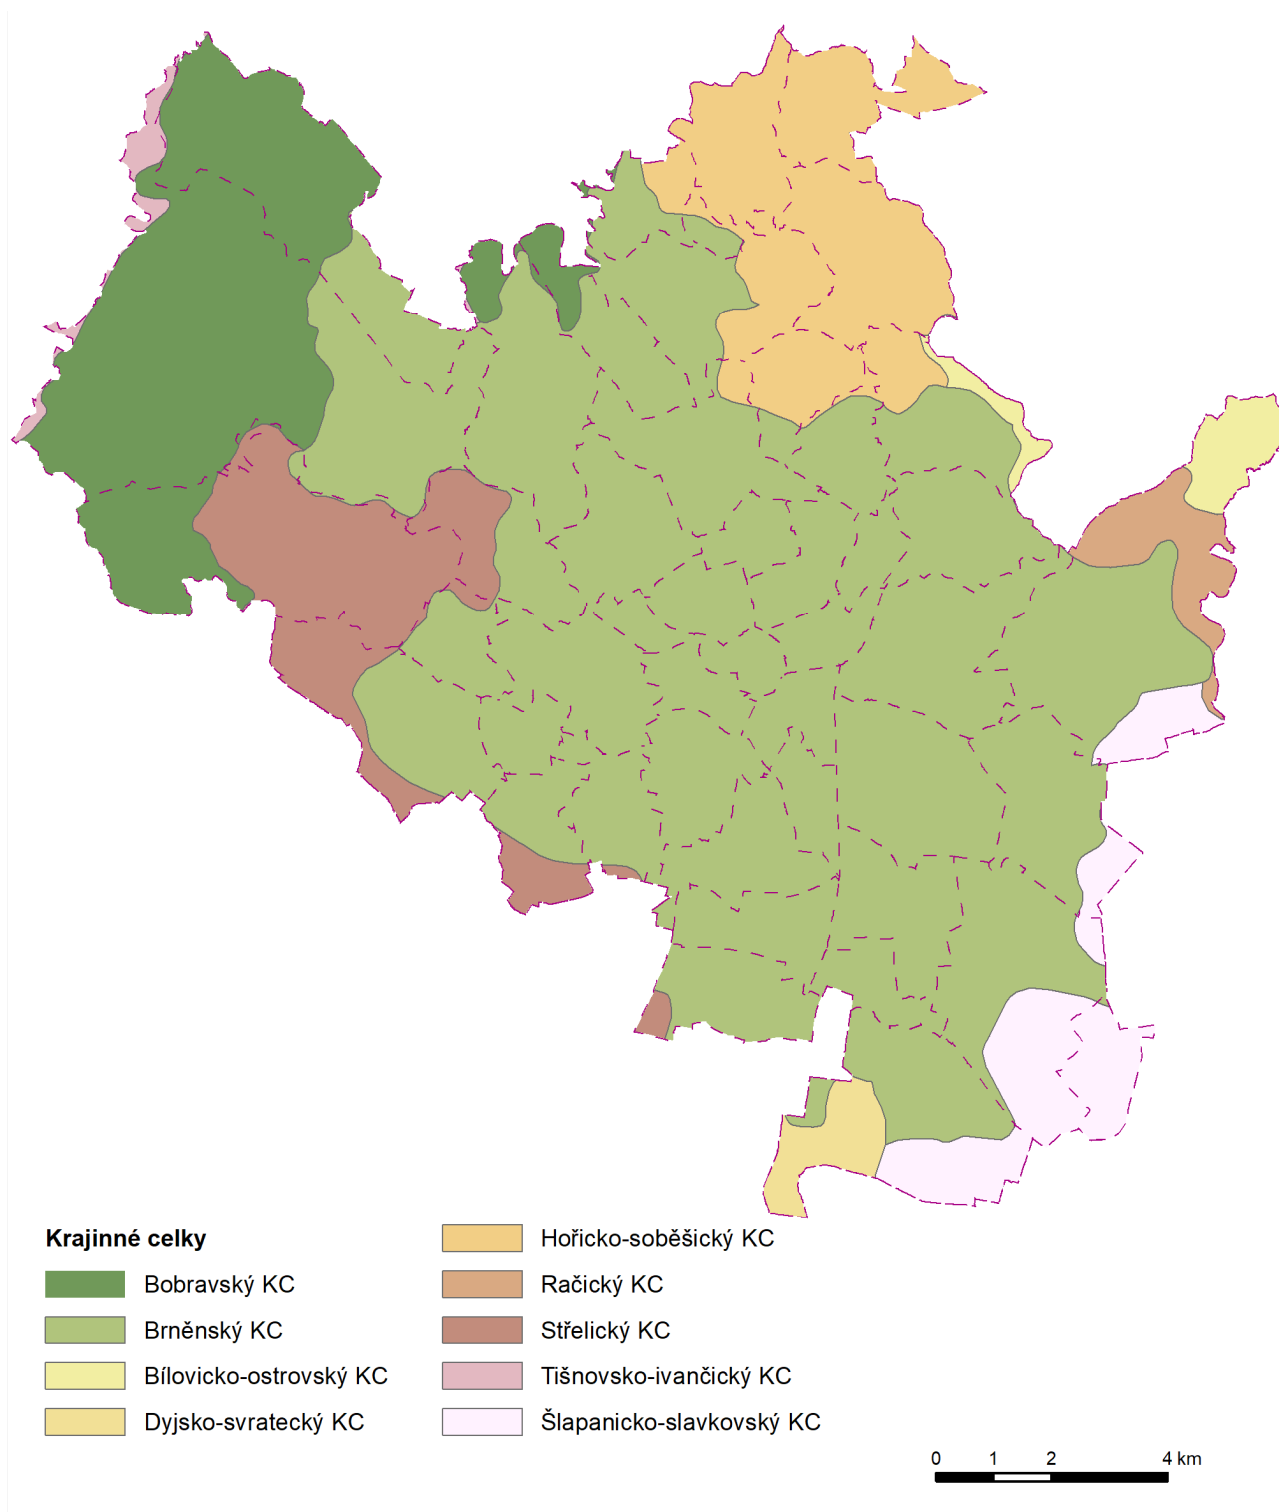 Krajinné celky
Bobravský KC
Brněnský KC
Bílovicko-ostrovský KC
Dyjsko-svratecký KC
Hořicko-soběšický KC
Račický KC
Střelický KC
Tišnovsko-ivančický KC
Šlapanicko-slavkovský KC
0 1 2 4 km